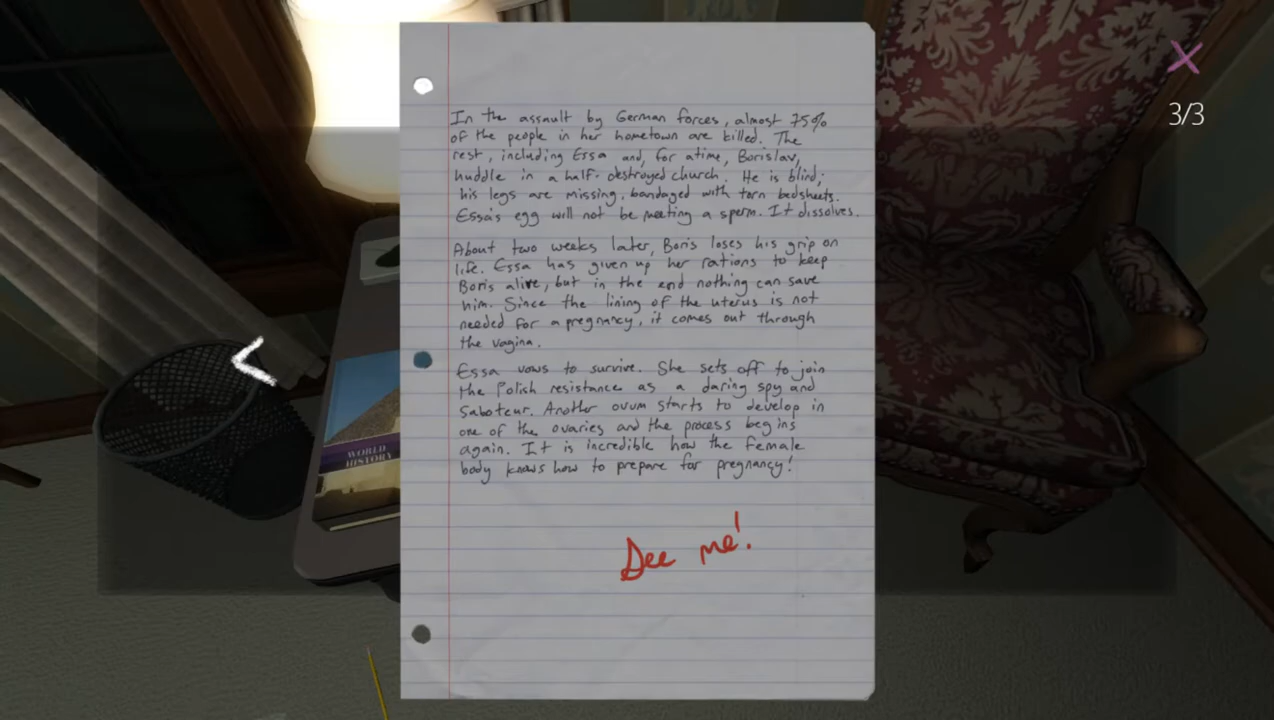 3/3
In the assault by German forces, almost 75%
of the people in her hometown are killed. The
rest, including Essa and, for atime, Borislav,
huddle in a half-destroyed church. He is blind;
his legs are missing, bandaged with torn bedsheets.
Essa's egg will not be meeting a sperm. It dissolves.
About two weeks later, Boris loses his grip on
life. Essa has given up her rations to keep
Boris alive, but in the end nothing can save
him. Since the lining of the uterus is not
needed for a pregnancy, it comes out through
the vagina.
Essa vows to survive. She sets off to join
the Polish resistance as a daring spy and
saboteur. Another ovum starts to develop in
one of the ovaries and the process begins
again. It is incredible how the female
body knows how to prepare for pregnancy!
See me!
WORLD
HISTORY